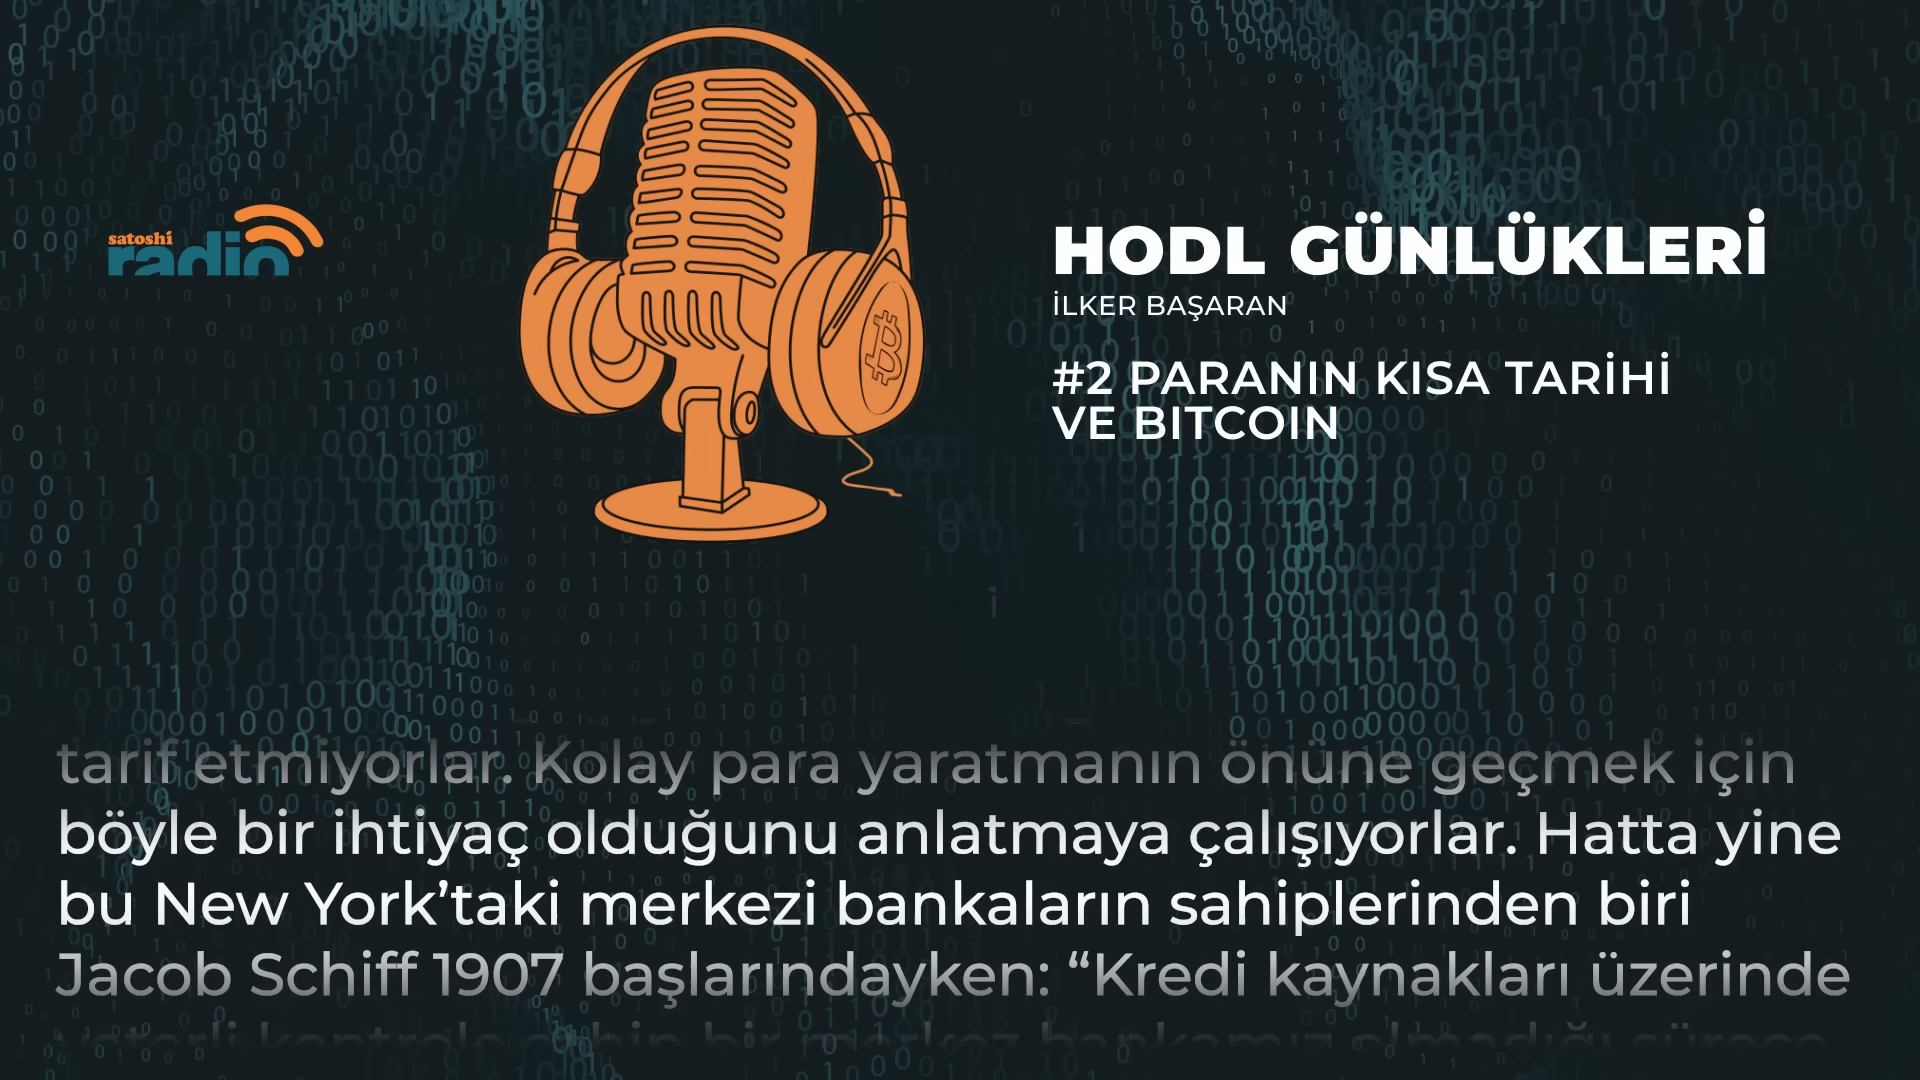 satoshi
radio
HODL GÜNLÜKLERİ
İLKER BAŞARAN
#2 PARANIN KISA TARİHİ
VE BITCOIN
tarif etmiyorlar. Kolay para yaratmanın önüne geçmek için
böyle bir ihtiyaç olduğunu anlatmaya çalışıyorlar. Hatta yine
bu New York’taki merkezi bankaların sahiplerinden biri
Jacob Schiff 1907 başlarındayken: “Kredi kaynakları üzerinde